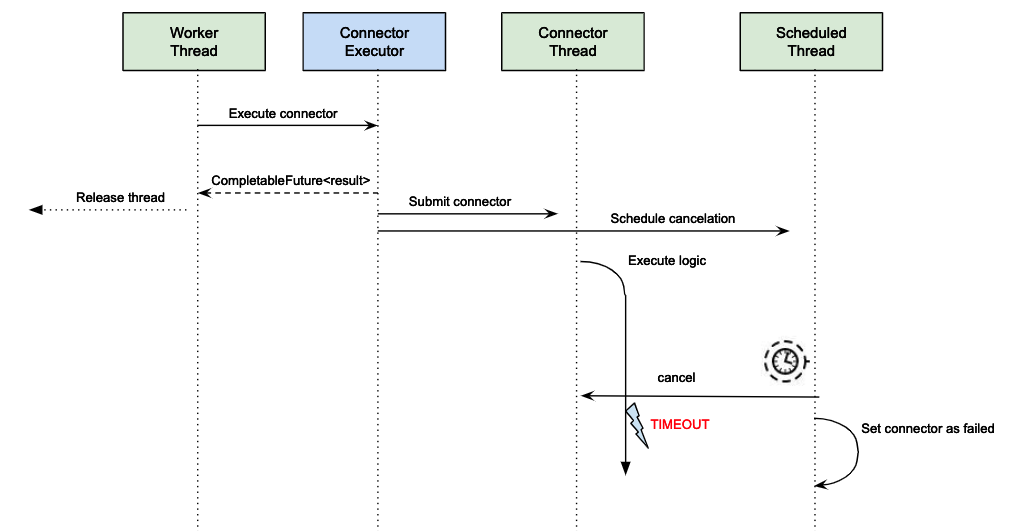 Worker
Thread
Connector
Executor
Connector
Thread
Scheduled
Thread
Execute connector
CompletableFuture<result>
Release thread
Submit connector
Schedule cancelation
Execute logic
cancel
TIMEOUT
Set connector as failed